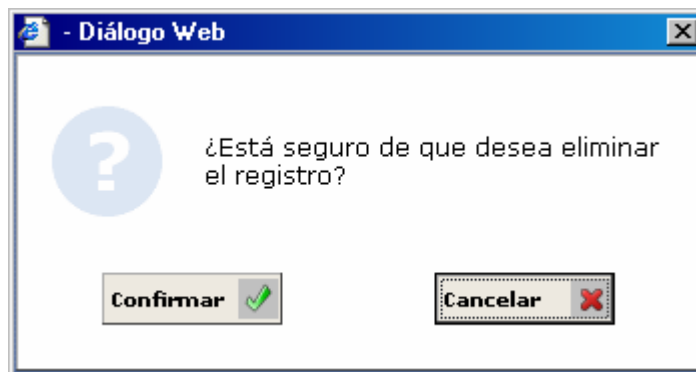 - Diálogo Web
¿Está seguro de que desea eliminar
el registro?
Confirmar
Cancelar